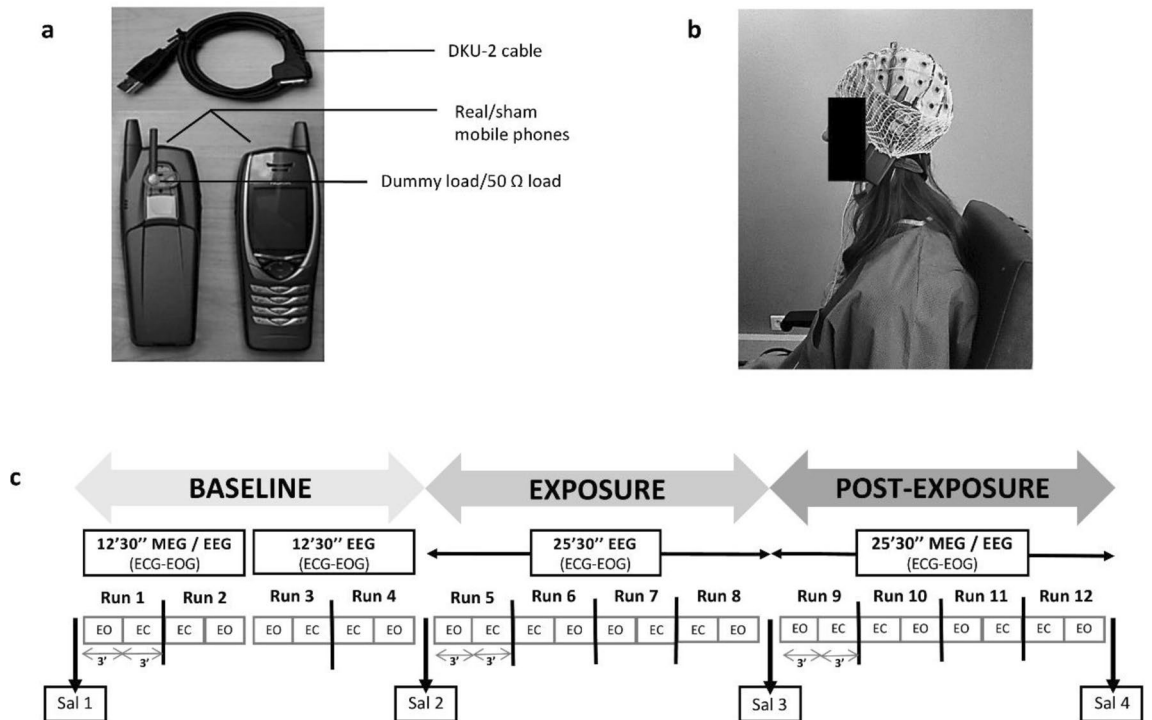 a
DKU-2 cable
Real/sham
mobile phones
Dummy load/50 Ω load
b
c
BASELINE
EXPOSURE
POST-EXPOSURE
12’30’’ MEG / EEG
(ECG-EOG)
12’30’’ EEG
(ECG-EOG)
25’30’’ EEG
(ECG-EOG)
25’30’’ MEG / EEG
(ECG-EOG)
Run 1 Run 2 Run 3 Run 4 Run 5 Run 6 Run 7 Run 8 Run 9 Run 10 Run 11 Run 12
EO EC EC EO EO EC EC EO EO EC EC EO EO EC EC EO EO EC EC EO EO EC EC EO
3’ 3’ 3’ 3’ 3’ 3’
Sal 1 Sal 2 Sal 3 Sal 4